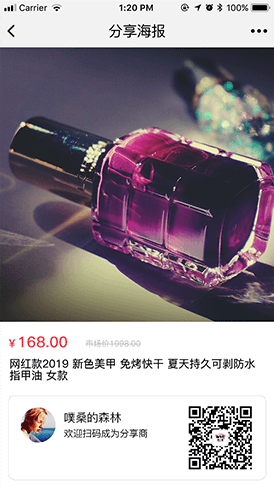 Carrier 1:20 PM 100%
分享海报
¥168.00 市场价1998.00
网红款2019 新色美甲 免烤快干 夏天持久可剥防水
指甲油 女款
噗桑的森林
欢迎扫码成为分享商